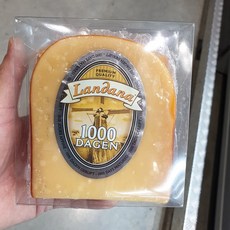 PREMIUM
QUALITY
Landana
1000
DAGEN